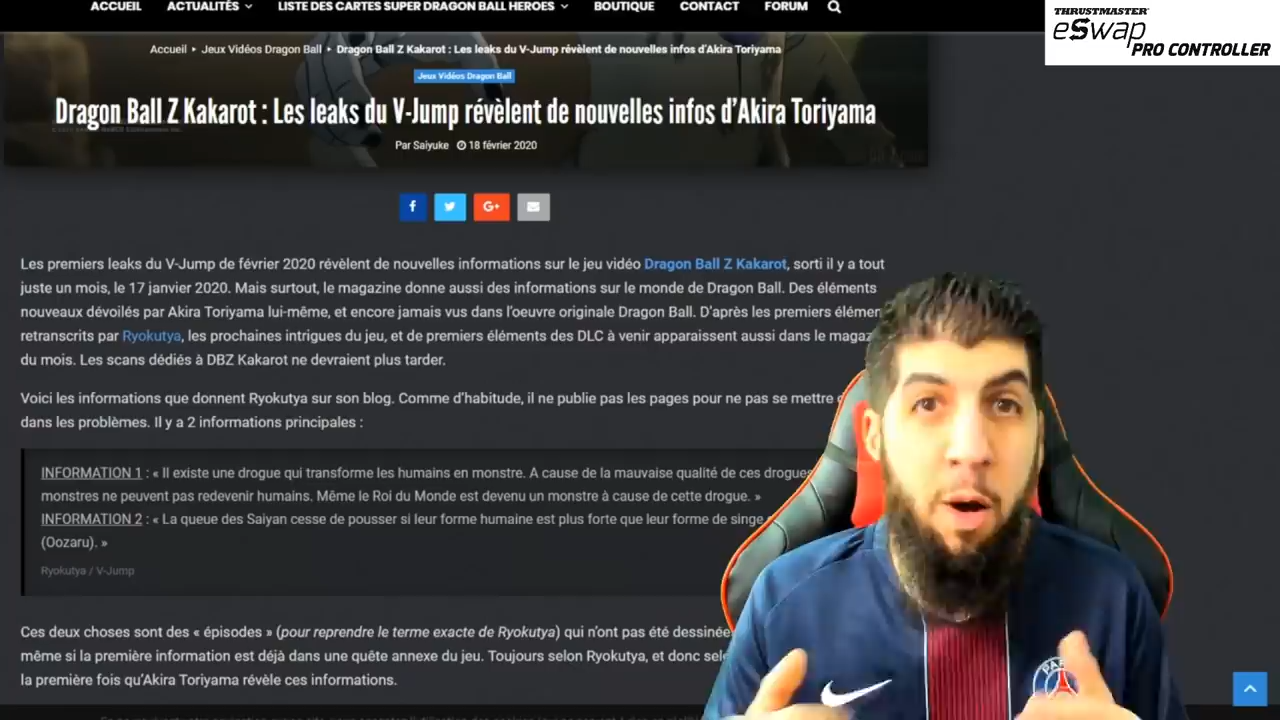 ACCUEIL ACTUALITÉS LISTE DES CARTES SUPER DRAGON BALL HEROES BOUTIQUE CONTACT FORUM
THRUSTMASTER
eSwap
PRO CONTROLLER
Accueil ▸ Jeux Vidéos Dragon Ball ▸ Dragon Ball Z Kakarot : Les leaks du V-Jump révèlent de nouvelles infos d'Akira Toriyama
Jeux Vidéos Dragon Ball
Dragon Ball Z Kakarot : Les leaks du V-Jump révèlent de nouvelles infos d'Akira Toriyama
Par Saiyuke 18 février 2020
f G+
Les premiers leaks du V-Jump de février 2020 révèlent de nouvelles informations sur le jeu vidéo Dragon Ball Z Kakarot, sorti il y a tout
juste un mois, le 17 janvier 2020. Mais surtout, le magazine donne aussi des informations sur le monde de Dragon Ball. Des éléments
nouveaux dévoilés par Akira Toriyama lui-même, et encore jamais vus dans l'oeuvre originale Dragon Ball. D'après les premiers élémen
retranscrits par Ryokutya, les prochaines intrigues du jeu, et de premiers éléments des DLC à venir apparaissent aussi dans le magaz
du mois. Les scans dédiés à DBZ Kakarot ne devraient plus tarder.
Voici les informations que donnent Ryokutya sur son blog. Comme d'habitude, il ne publie pas les pages pour ne pas se mettre
dans les problèmes. Il y a 2 informations principales :
INFORMATION 1 : « Il existe une drogue qui transforme les humains en monstre. A cause de la mauvaise qualité de ces drogues
monstres ne peuvent pas redevenir humains. Même le Roi du Monde est devenu un monstre à cause de cette drogue. »
INFORMATION 2 : « La queue des Saiyan cesse de pousser si leur forme humaine est plus forte que leur forme de singe
(Oozaru). »
Ryokutya / V-Jump
Ces deux choses sont des « épisodes » (pour reprendre le terme exacte de Ryokutya) qui n'ont pas été dessiné
même si la première information est déjà dans une quête annexe du jeu. Toujours selon Ryokutya, et donc sel
la première fois qu'Akira Toriyama révèle ces informations.